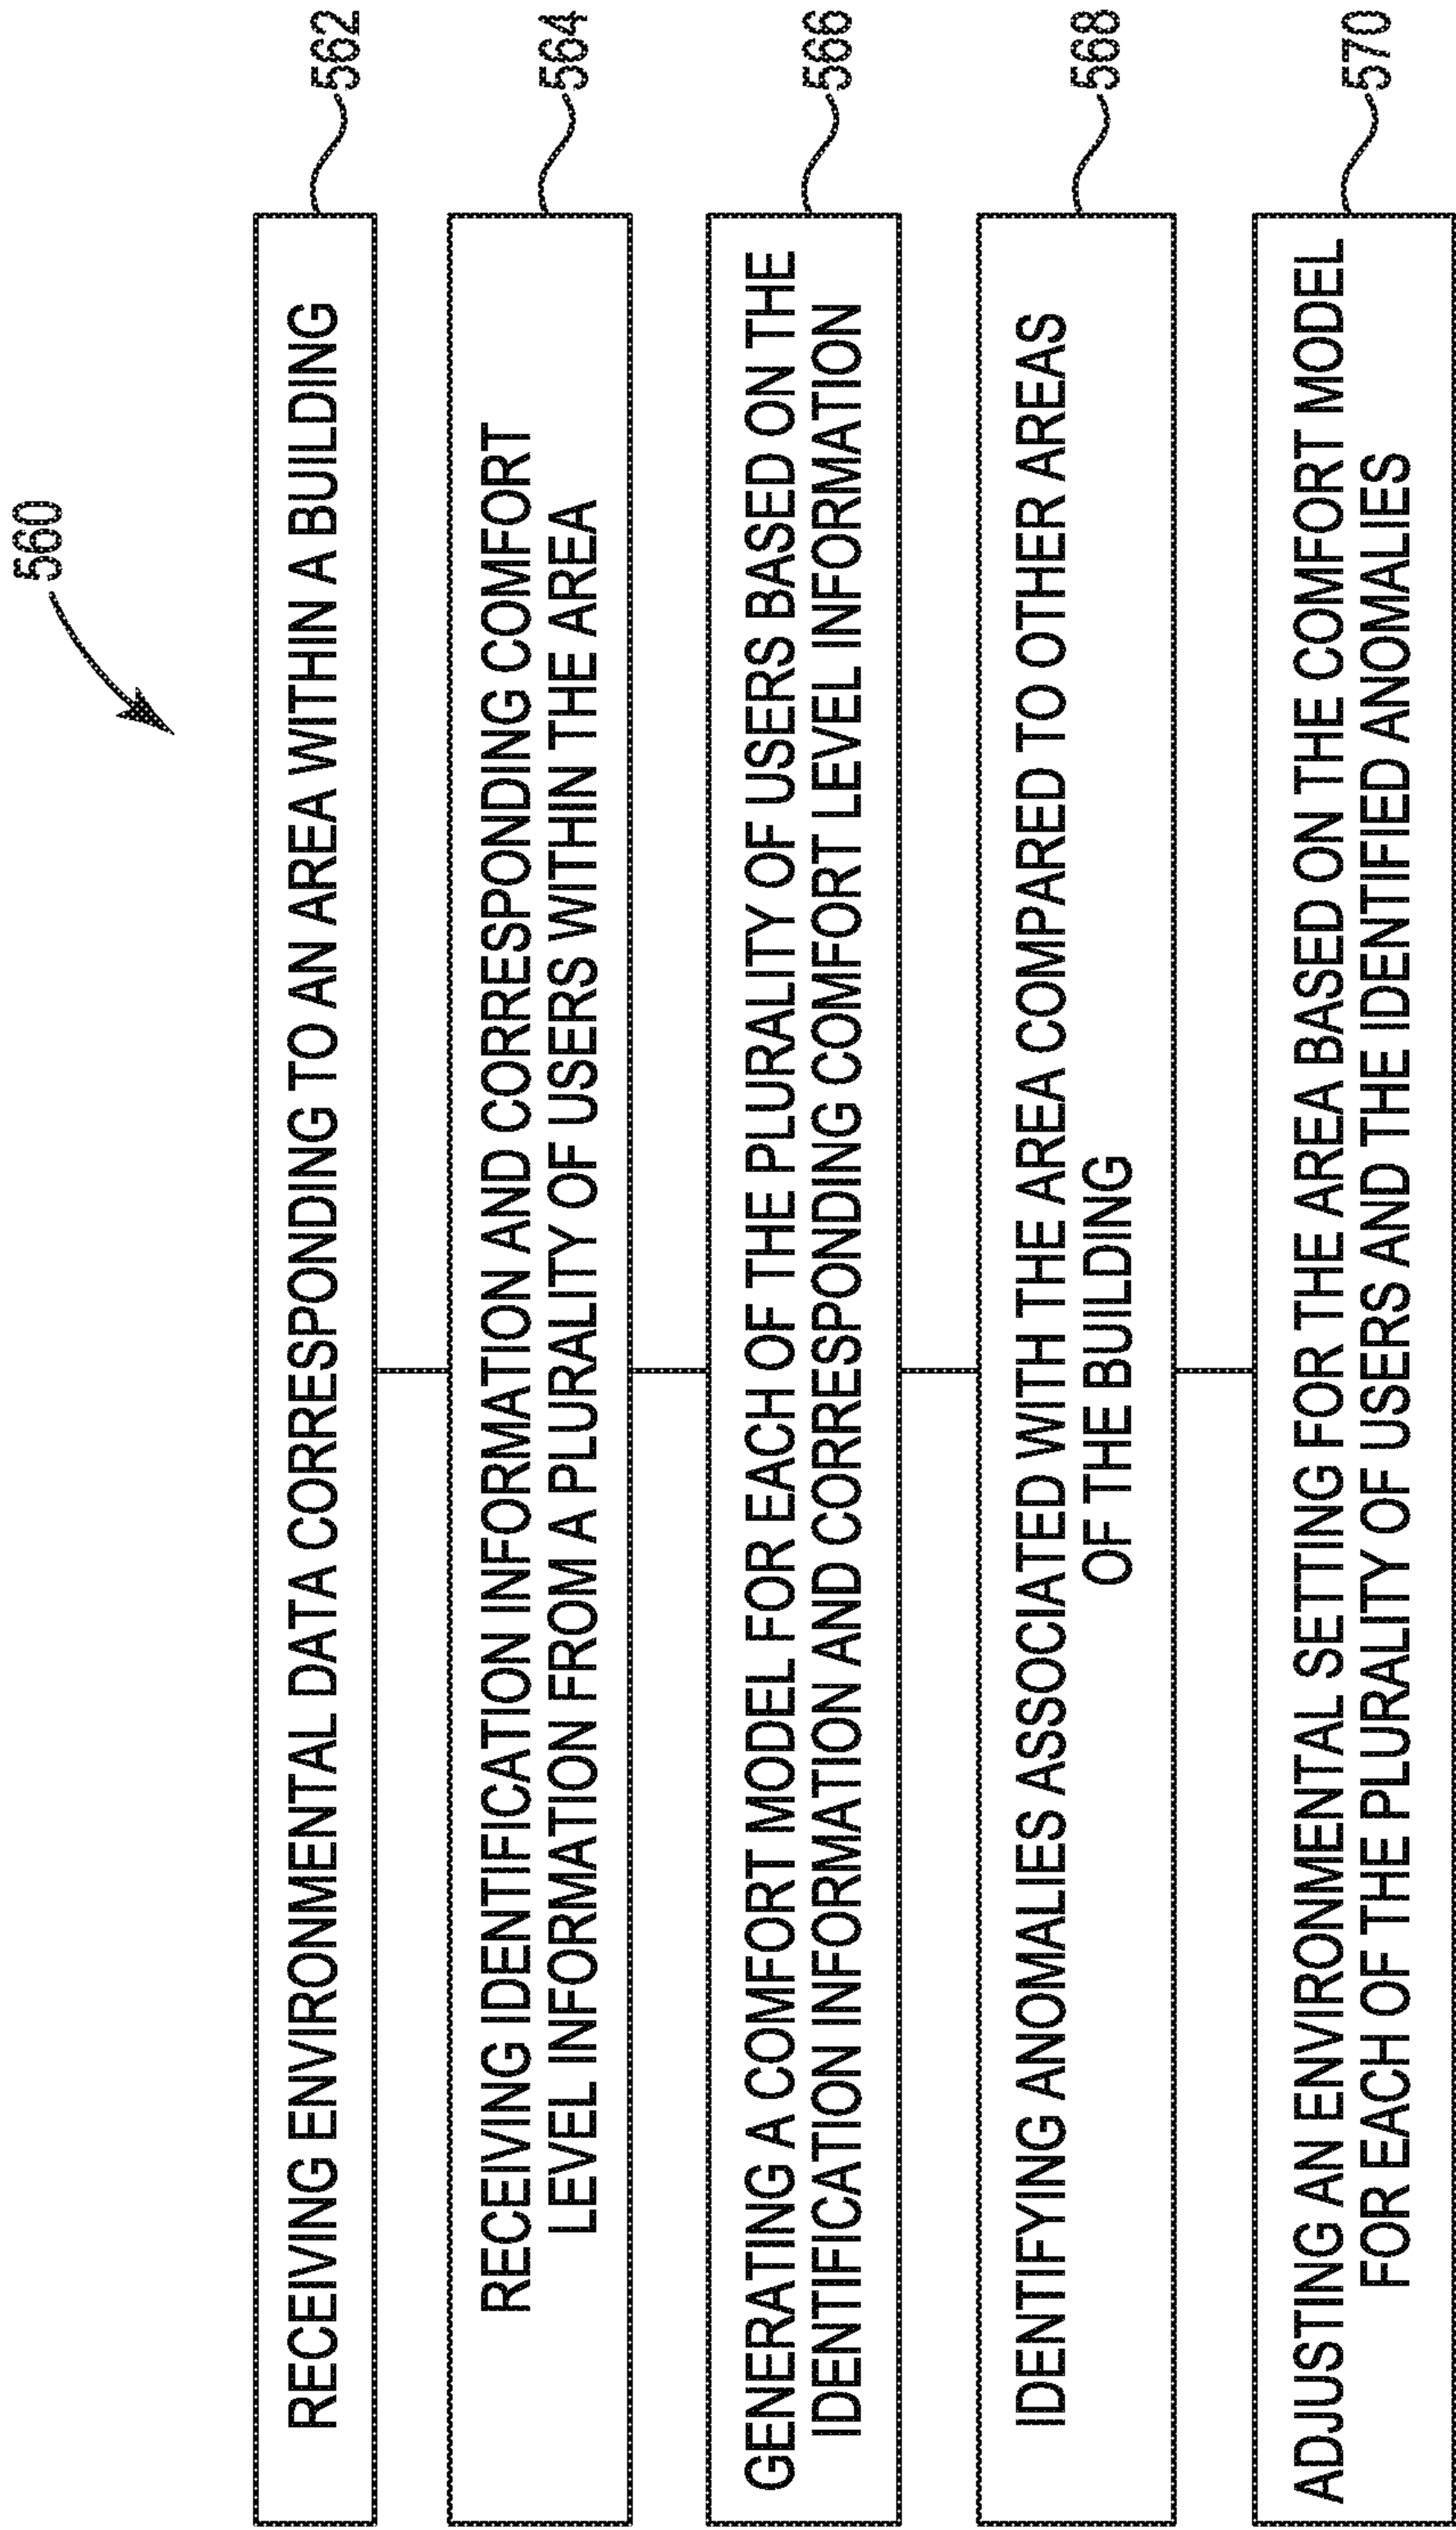 560
RECEIVING ENVIRONMENTAL DATA CORRESPONDING TO AN AREA WITHIN A BUILDING
562
RECEIVING IDENTIFICATION INFORMATION AND CORRESPONDING COMFORT
LEVEL INFORMATION FROM A PLURALITY OF USERS WITHIN THE AREA
564
GENERATING A COMFORT MODEL FOR EACH OF THE PLURALITY OF USERS BASED ON THE
IDENTIFICATION INFORMATION AND CORRESPONDING COMFORT LEVEL INFORMATION
566
IDENTIFYING ANOMALIES ASSOCIATED WITH THE AREA COMPARED TO OTHER AREAS
OF THE BUILDING
568
ADJUSTING AN ENVIRONMENTAL SETTING FOR THE AREA BASED ON THE COMFORT MODEL
FOR EACH OF THE PLURALITY OF USERS AND THE IDENTIFIED ANOMALIES
570